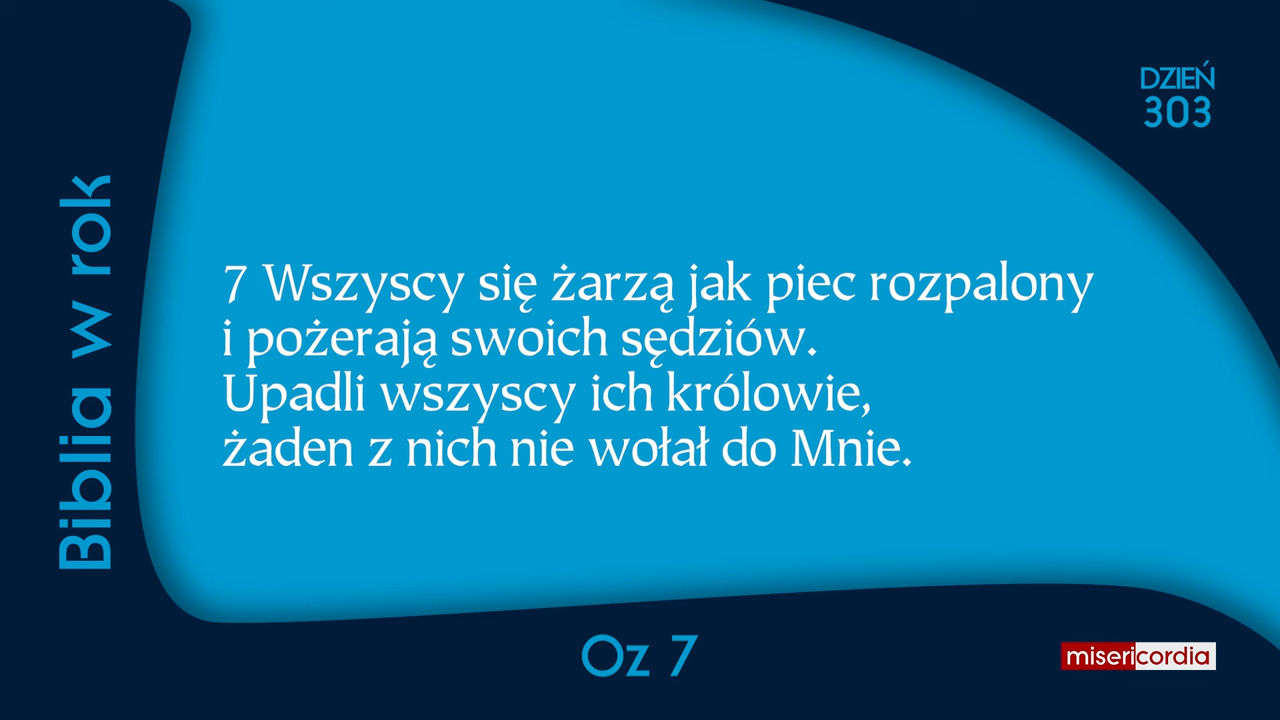 DZIEŃ
303
Biblia w rok
7 Wszyscy się żarzą jak piec rozpalony
i pożerają swoich sędziów.
Upadli wszyscy ich królowie,
żaden z nich nie wołał do Mnie.
Oz 7
misericordia